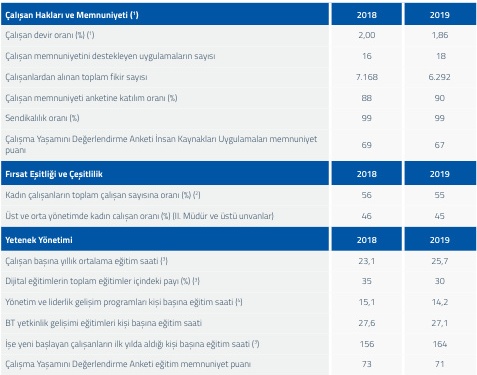 Çalışan Hakları ve Memnuniyeti (¹) 2018 2019
Çalışan devir oranı (%) (¹) 2,00 1,86
Çalışan memnuniyetini destekleyen uygulamaların sayısı 16 18
Çalışanlardan alınan toplam fikir sayısı 7.168 6.292
Çalışan memnuniyeti anketine katılım oranı (%) 88 90
Sendikalılık oranı (%) 99 99
Çalışma Yaşamını Değerlendirme Anketi İnsan Kaynakları Uygulamaları memnuniyet
puanı 69 67
Fırsat Eşitliği ve Çeşitlilik 2018 2019
Kadın çalışanların toplam çalışan sayısına oranı (%) (²) 56 55
Üst ve orta yönetimde kadın çalışan oranı (%) (II. Müdür ve üstü unvanlar) 46 45
Yetenek Yönetimi 2018 2019
Çalışan başına yıllık ortalama eğitim saati (³) 23,1 25,7
Dijital eğitimlerin toplam eğitimler içindeki payı (%) (³) 35 30
Yönetim ve liderlik gelişim programları kişi başına eğitim saati (⁴) 15,1 14,2
BT yetkinlik gelişimi eğitimleri kişi başına eğitim saati 27,6 27,1
İşe yeni başlayan çalışanların ilk yılda aldığı kişi başına eğitim saati (³) 156 164
Çalışma Yaşamını Değerlendirme Anketi eğitim memnuniyet puanı 73 71